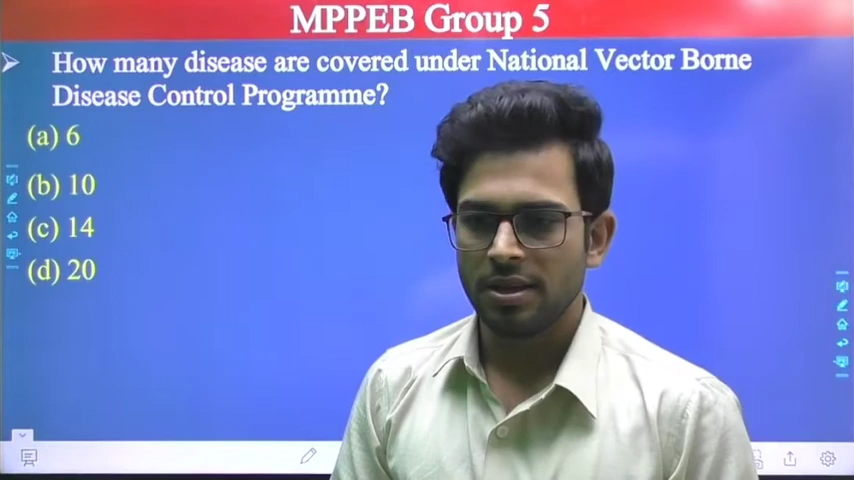 MPPEB Group 5
How many disease are covered under National Vector Borne
Disease Control Programme?
(a) 6
(b) 10
(c) 14
(d) 20